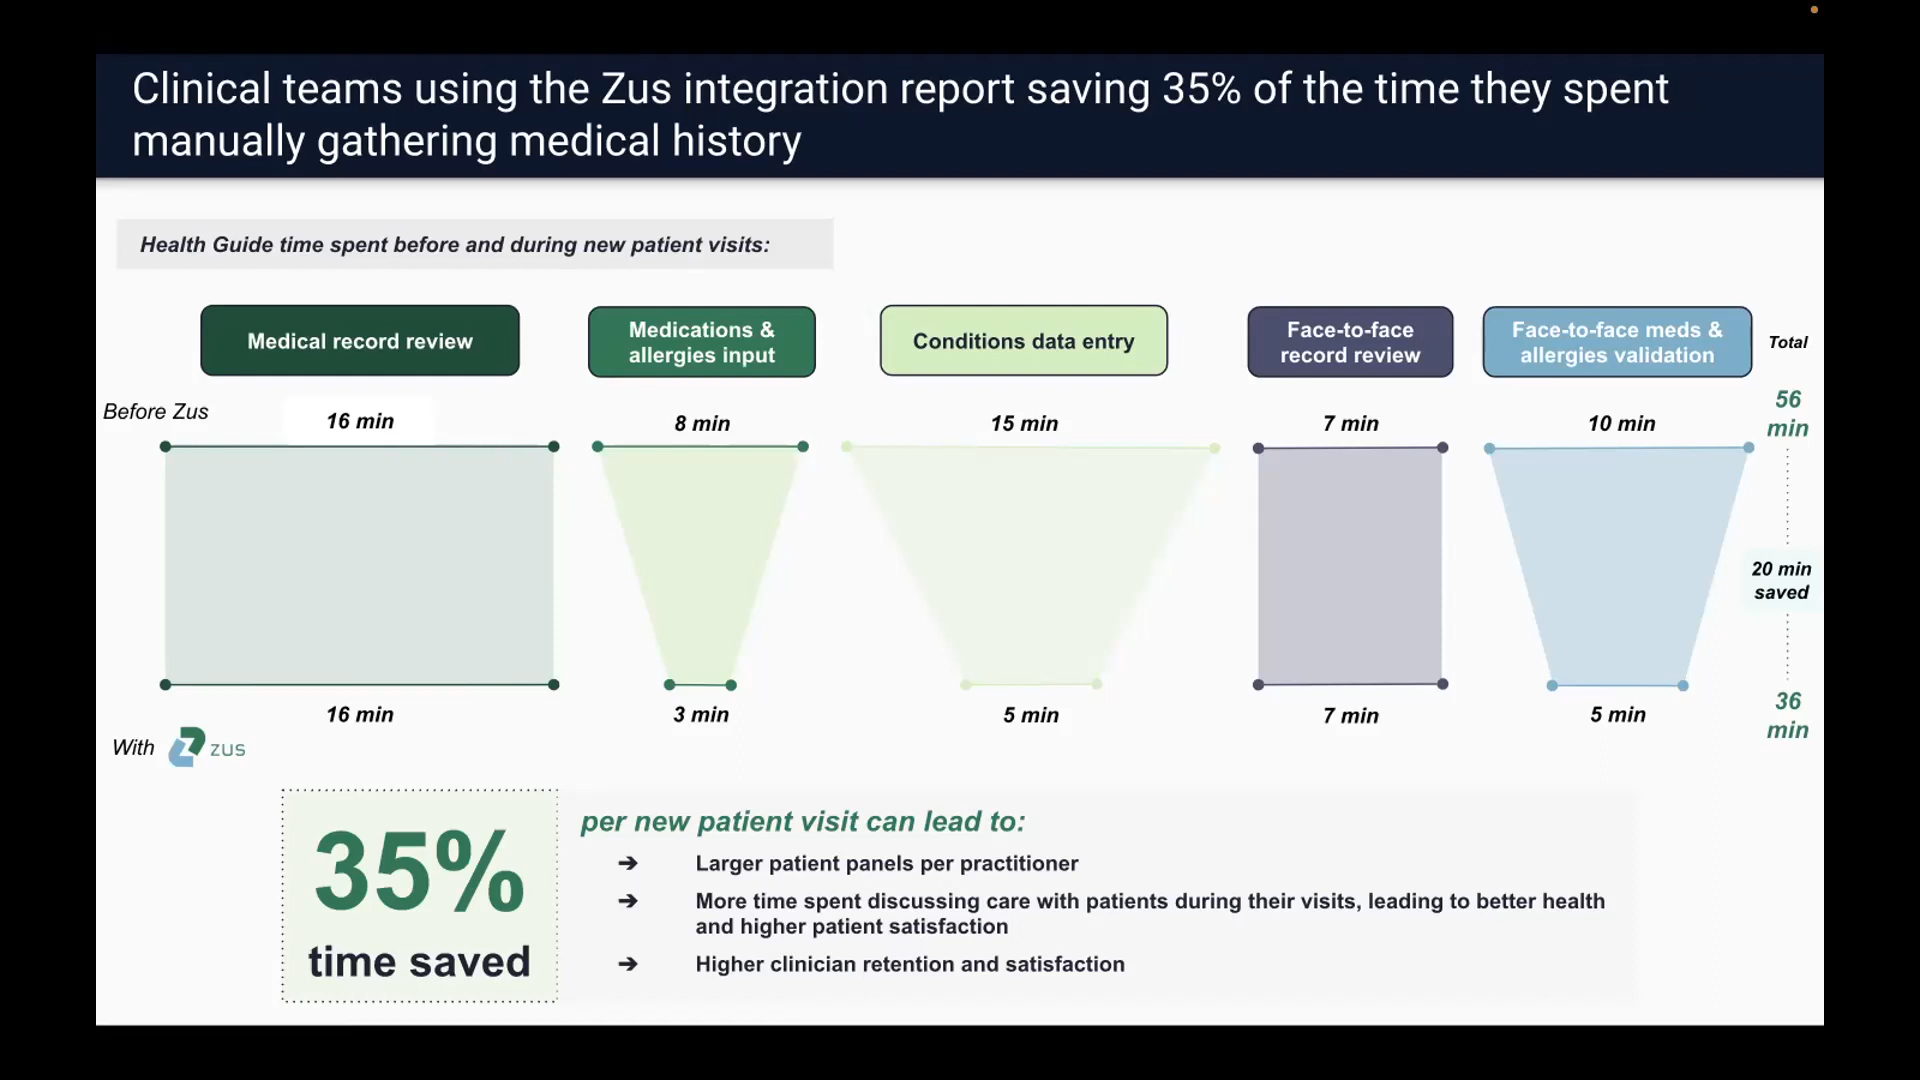 Clinical teams using the Zus integration report saving 35% of the time they spent
manually gathering medical history
Health Guide time spent before and during new patient visits:
Medical record review
Medications &
allergies input
Conditions data entry
Face-to-face
record review
Face-to-face meds &
allergies validation
Total
Before Zus
16 min
8 min
15 min
7 min
10 min
56
min
20 min
saved
16 min
3 min
5 min
7 min
5 min
36
min
With zus
35%
time saved
per new patient visit can lead to:
➔ Larger patient panels per practitioner
➔ More time spent discussing care with patients during their visits, leading to better health
and higher patient satisfaction
➔ Higher clinician retention and satisfaction